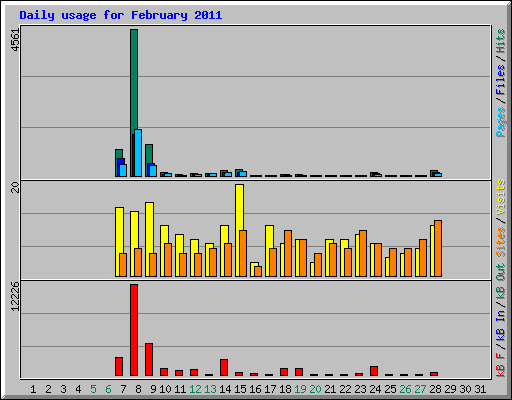 Daily usage for February 2011
4561
20
12226
Pages / Files / Hits
Sites / Visits
kB F / kB In / kB Out
1 2 3 4 5 6 7 8 9 10 11 12 13 14 15 16 17 18 19 20 21 22 23 24 25 26 27 28 29 30 31